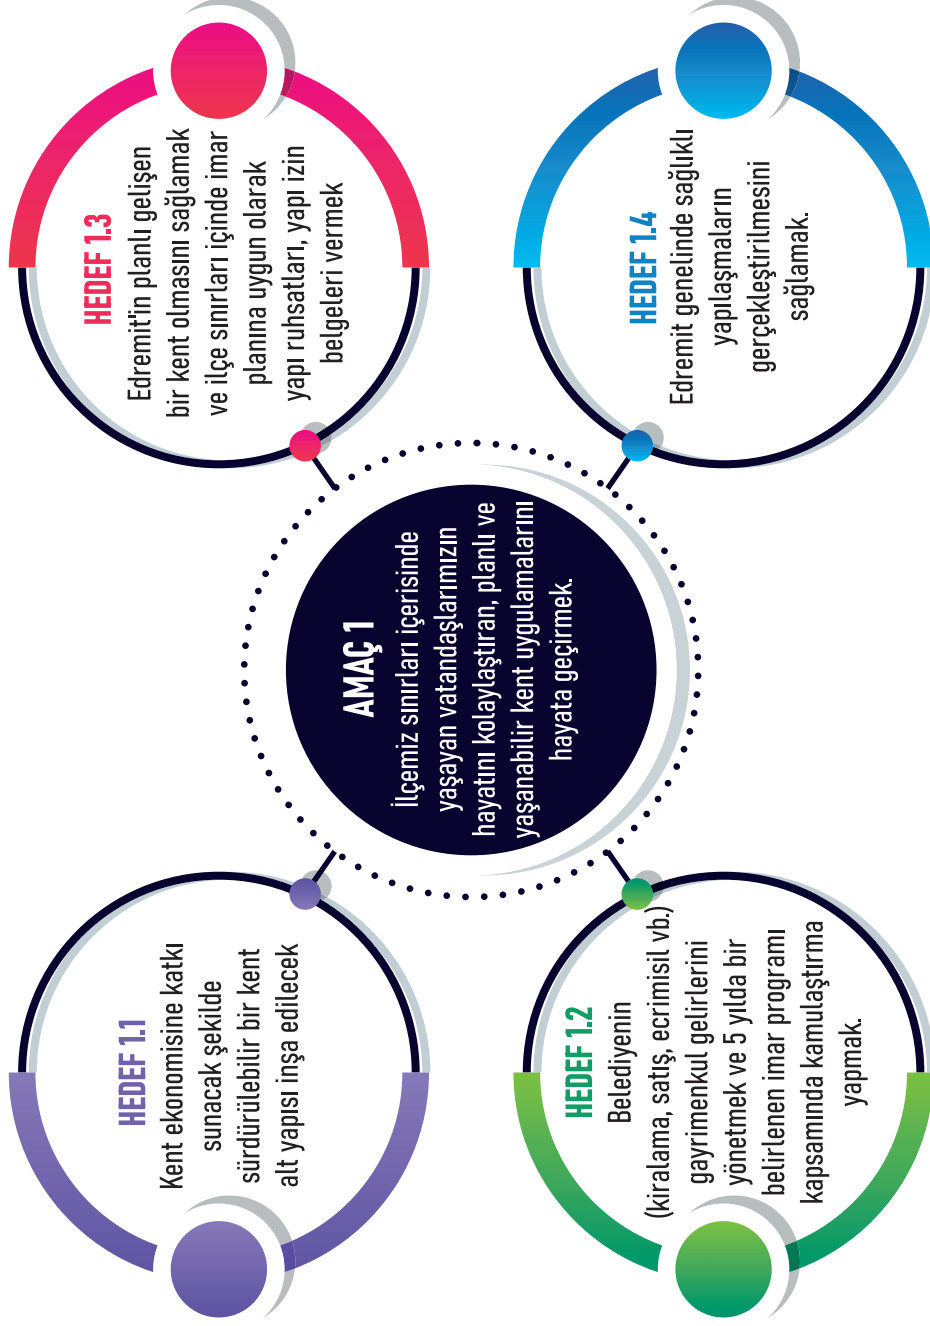 HEDEF 1.1
Kent ekonomisine katkı
sunacak şekilde
sürdürülebilir bir kent
alt yapısı inşa edilecek
HEDEF 1.3
Edremit'in planlı gelişen
bir kent olmasını sağlamak
ve ilçe sınırları içinde imar
planına uygun olarak
yapı ruhsatları, yapı izin
belgeleri vermek
AMAÇ 1
İlçemiz sınırları içerisinde
yaşayan vatandaşlarımızın
hayatını kolaylaştıran, planlı ve
yaşanabilir kent uygulamalarını
hayata geçirmek.
HEDEF 1.2
Belediyenin
(kiralama, satış, ecrimisil vb.)
gayrimenkul gelirlerini
yönetmek ve 5 yılda bir
belirlenen imar programı
kapsamında kamulaştırma
yapmak.
HEDEF 1.4
Edremit genelinde sağlıklı
yapılaşmaların
gerçekleştirilmesini
sağlamak.